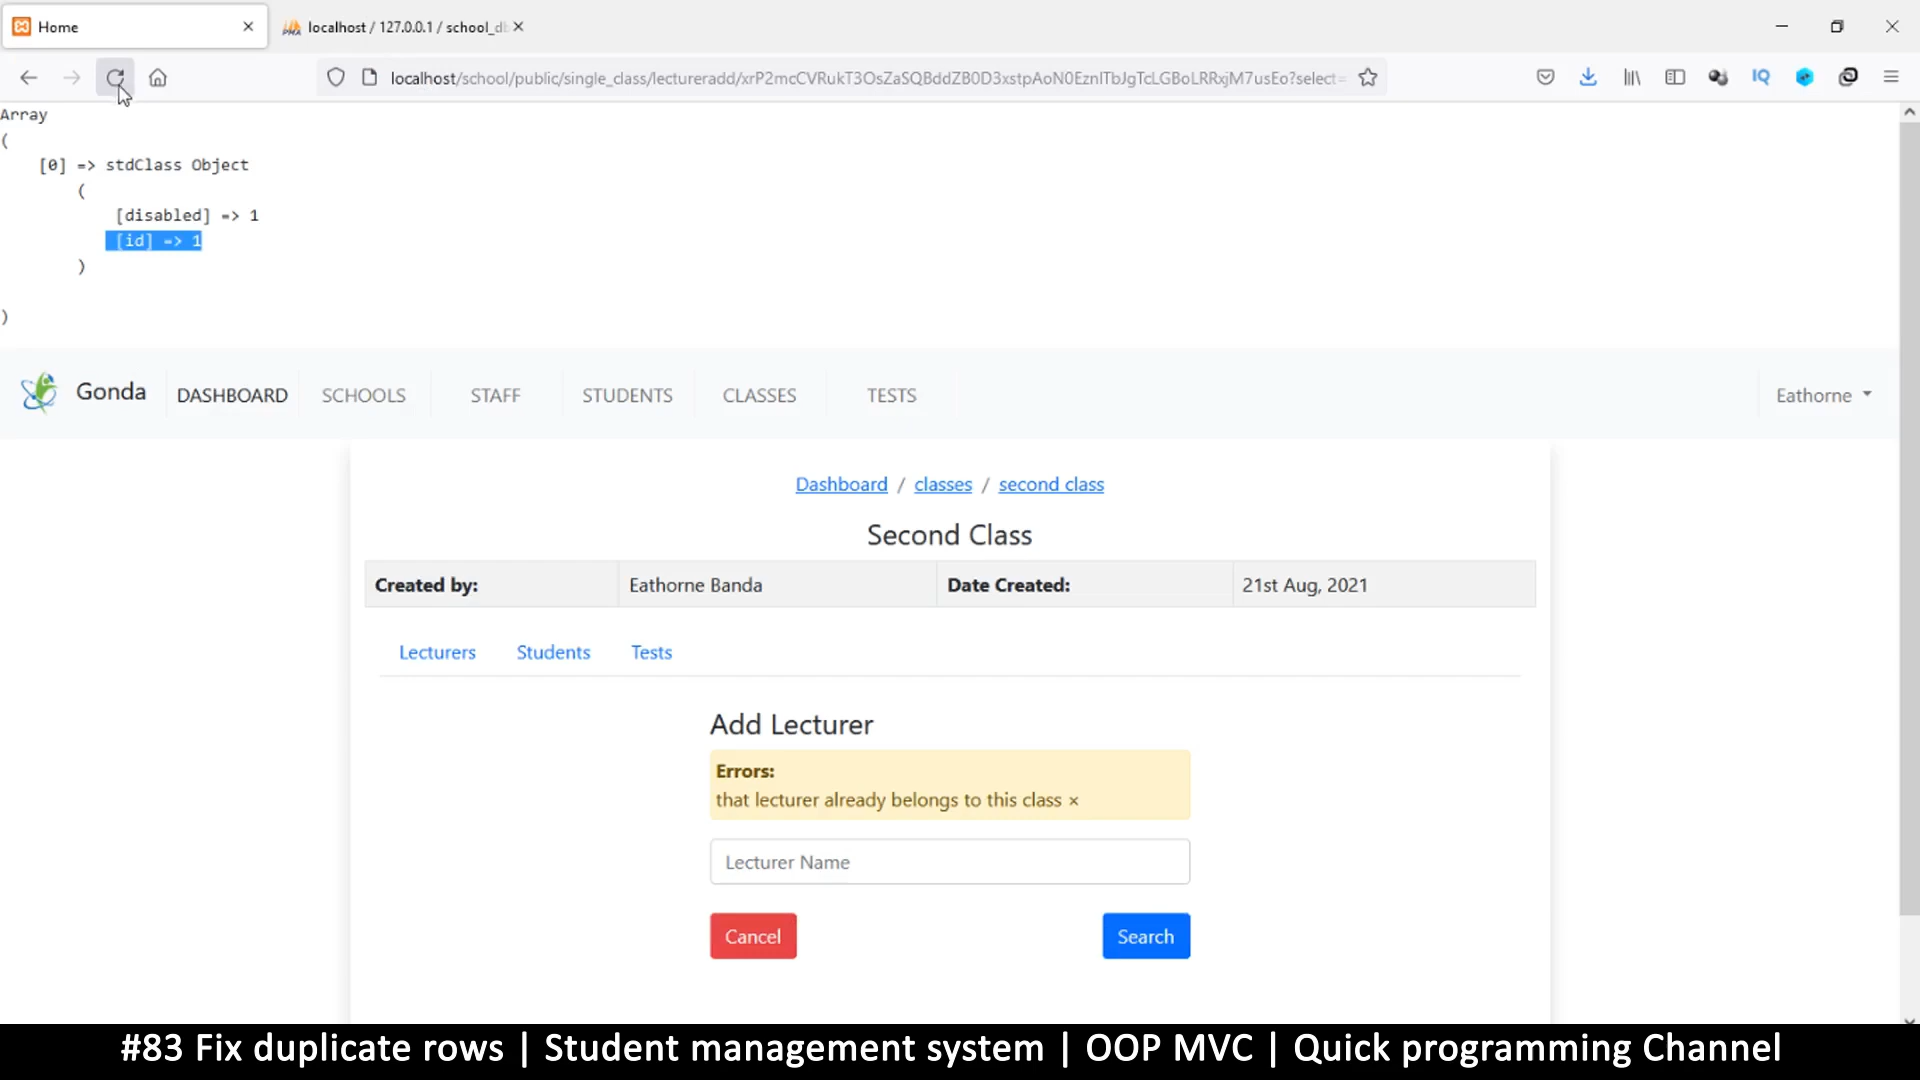 Home
localhost / 127.0.0.1 / school_db
localhost/school/public/single_class/lectureradd/xrP2mcCVRukT3OsZaSQBddZB0D3xstpAoN0EznlTbJgTcLGBoLRRxjM7usEo?select=
IQ
Array
(
[0] => stdClass Object
(
[disabled] => 1
[id] => 1
)
)
Gonda DASHBOARD SCHOOLS STAFF STUDENTS CLASSES TESTS Eathorne
Dashboard / classes / second class
Second Class
Created by: Eathorne Banda Date Created: 21st Aug, 2021
Lecturers Students Tests
Add Lecturer
Errors:
that lecturer already belongs to this class ×
Lecturer Name
Cancel Search
#83 Fix duplicate rows | Student management system | OOP MVC | Quick programming Channel